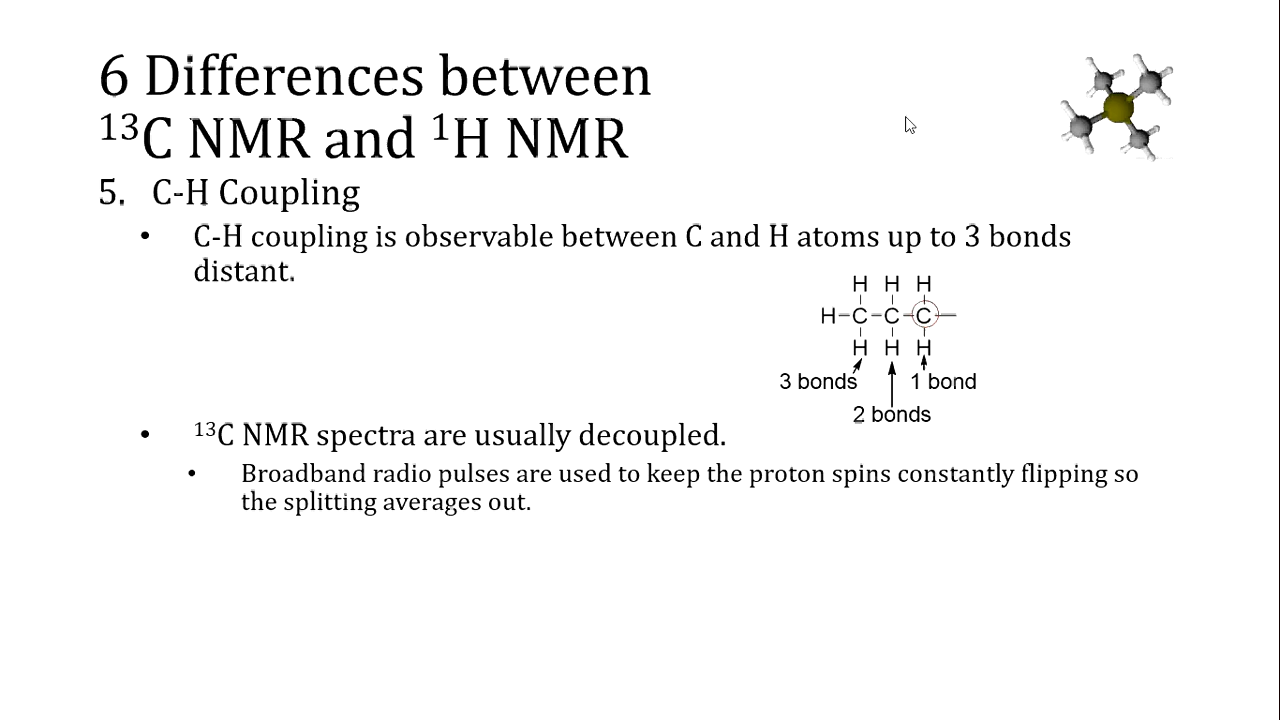 6 Differences between
¹³C NMR and ¹H NMR
5. C-H Coupling
• C-H coupling is observable between C and H atoms up to 3 bonds
distant.
H H H
H-C-C-C-
H H H
3 bonds 1 bond
2 bonds
• ¹³C NMR spectra are usually decoupled.
• Broadband radio pulses are used to keep the proton spins constantly flipping so
the splitting averages out.